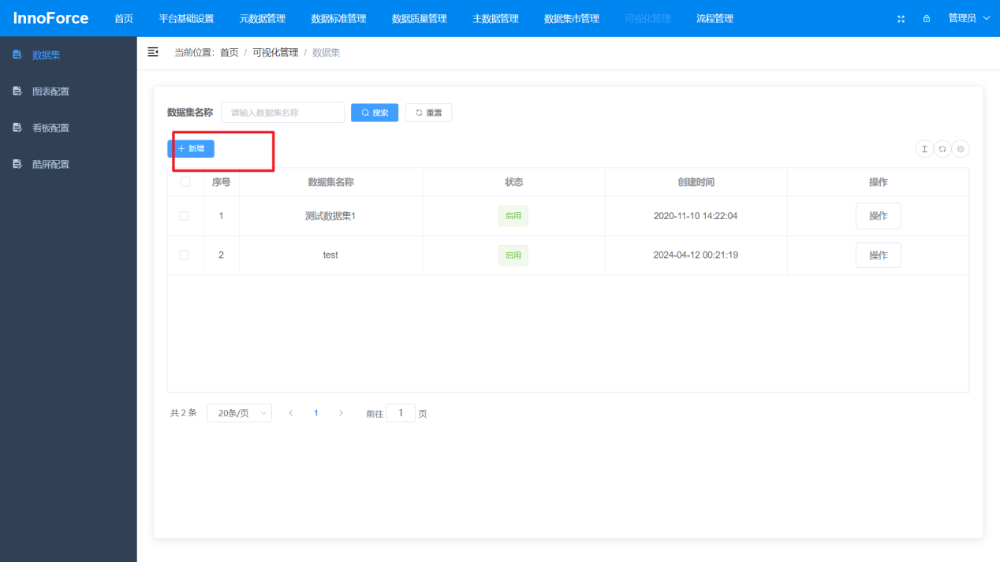 InnoForce 首页 平台基础设置 元数据管理 数据标准管理 数据质量管理 主数据管理 数据集市管理 可视化管理 流程管理 管理员
数据集
图表配置
看板配置
酷屏配置
当前位置: 首页 / 可视化管理 / 数据集
数据集名称 请输入数据集名称 搜索 重置
+ 新增
序号 数据集名称 状态 创建时间 操作
1 测试数据集1 启用 2020-11-10 14:22:04 操作
2 test 启用 2024-04-12 00:21:19 操作
共 2 条 20条/页 < 1 > 前往 1 页